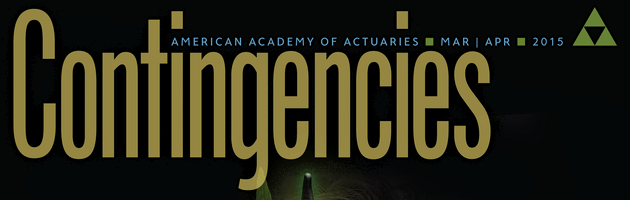 AMERICAN ACADEMY OF ACTUARIES ■ MAR | APR ■ 2015
Contingencies